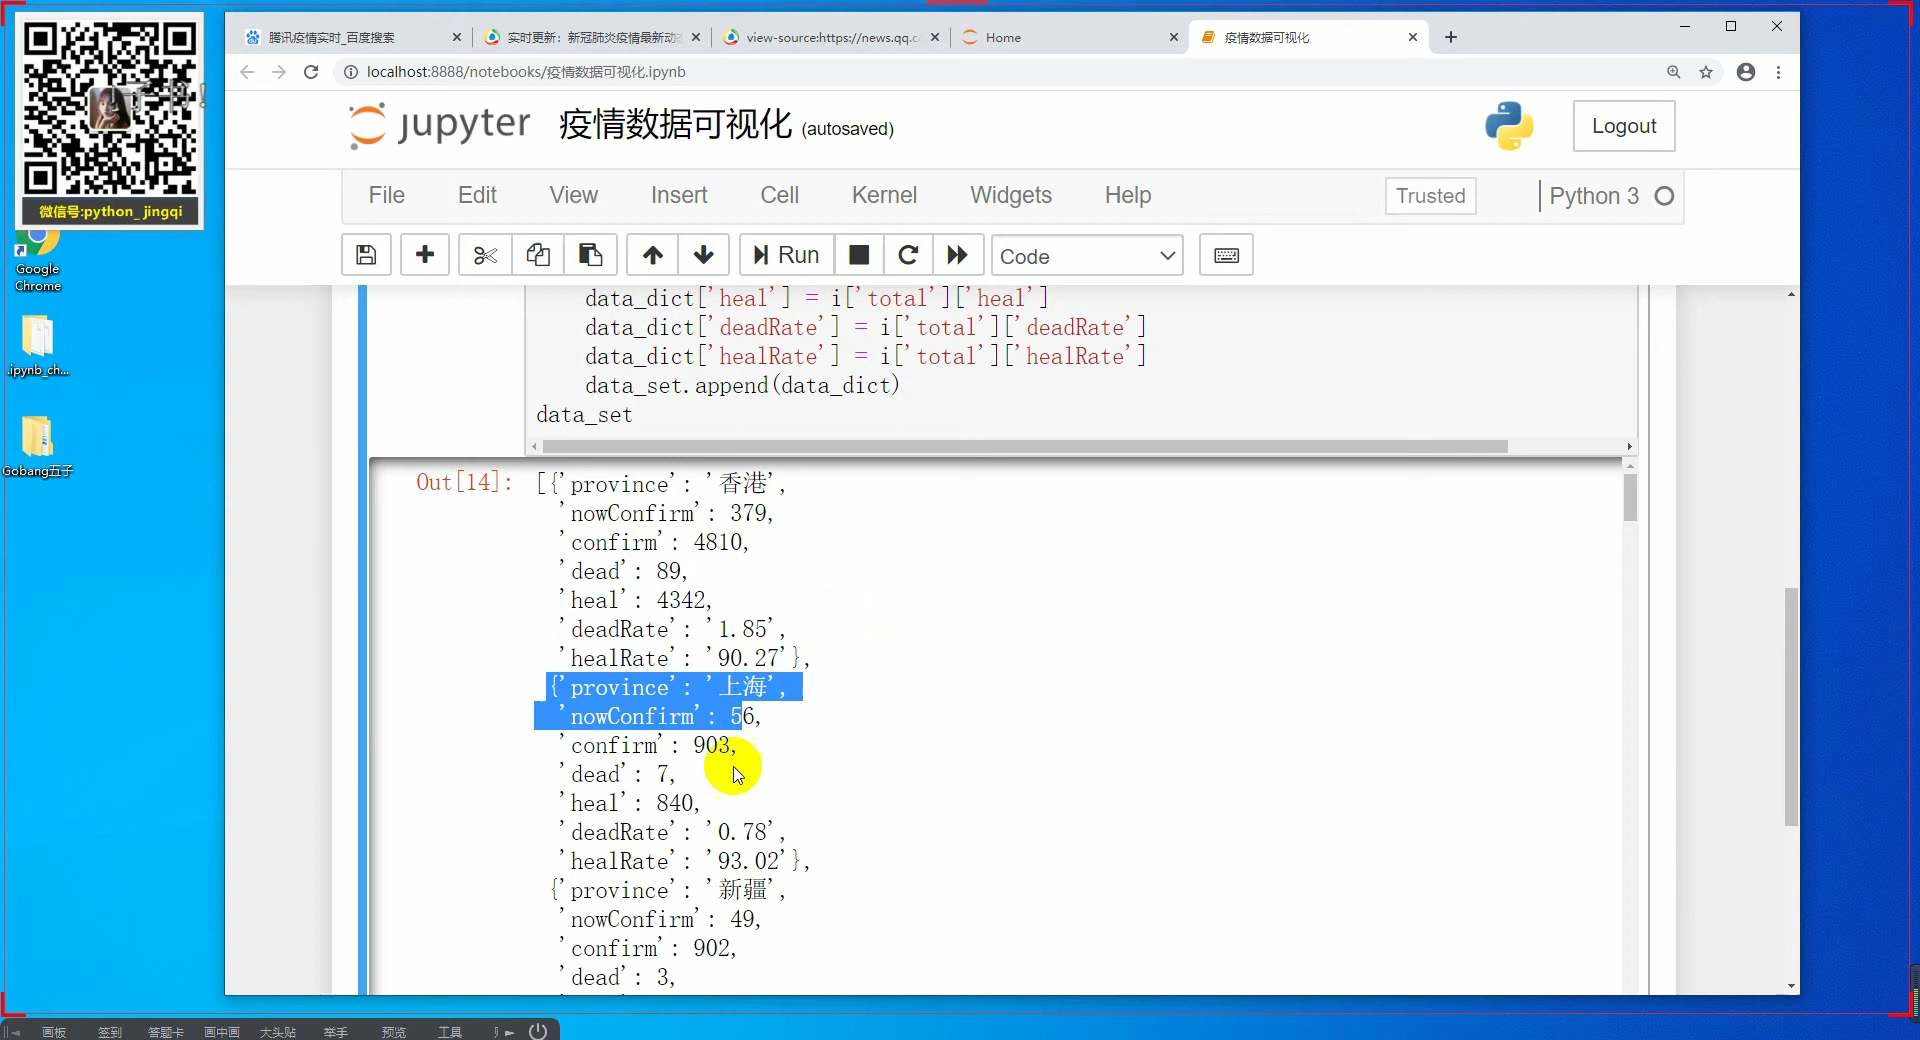 微信号:python_ jingqi
Google
Chrome
.ipynb_ch...
Gobang五子
腾讯疫情实时_百度搜索
实时更新：新冠肺炎疫情最新动态
view-source:https://news.qq.c
Home
疫情数据可视化
localhost:8888/notebooks/疫情数据可视化.ipynb
jupyter 疫情数据可视化 (autosaved)
Logout
File Edit View Insert Cell Kernel Widgets Help
Trusted
Python 3
Run
Code
data_dict['heal'] = i['total']['heal']
data_dict['deadRate'] = i['total']['deadRate']
data_dict['healRate'] = i['total']['healRate']
data_set.append(data_dict)
data_set
Out[14]: [{'province': '香港',
'nowConfirm': 379,
'confirm': 4810,
'dead': 89,
'heal': 4342,
'deadRate': '1.85',
'healRate': '90.27'},
{'province': '上海',
'nowConfirm': 56,
'confirm': 903,
'dead': 7,
'heal': 840,
'deadRate': '0.78',
'healRate': '93.02'},
{'province': '新疆',
'nowConfirm': 49,
'confirm': 902,
'dead': 3,
画板 签到 答题卡 画中画 大头贴 举手 预览 工具